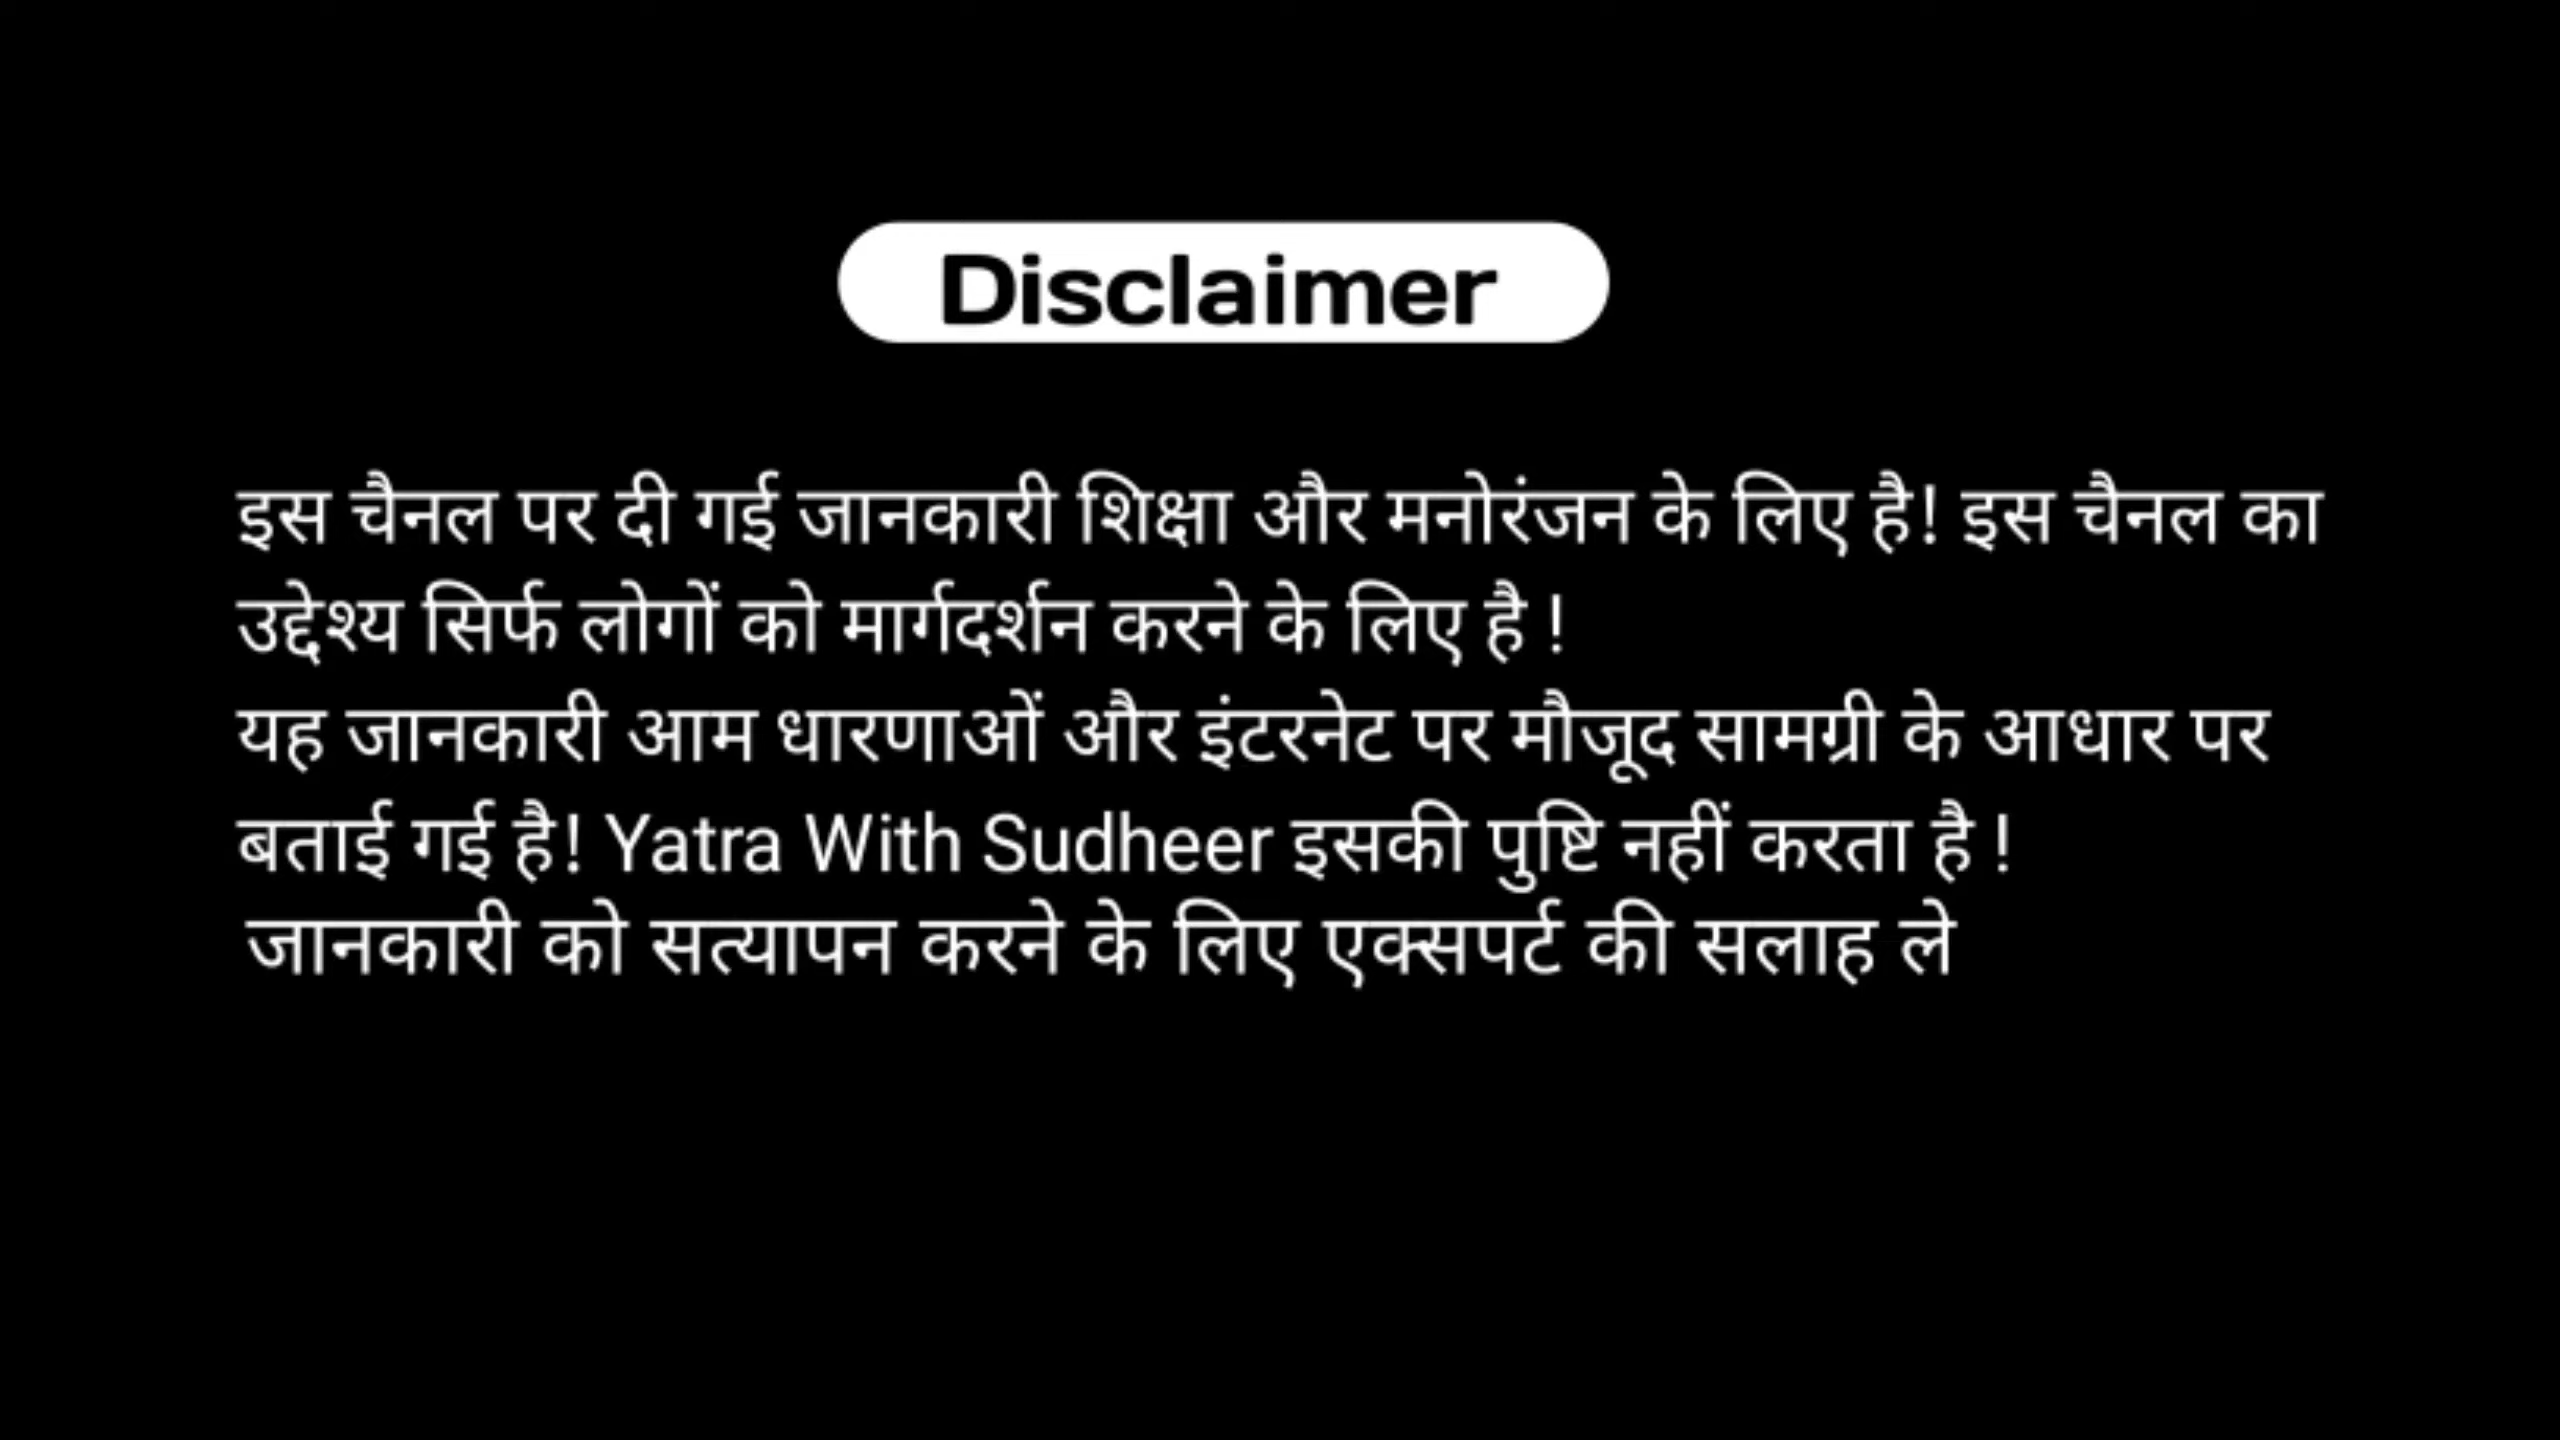 Disclaimer
इस चैनल पर दी गई जानकारी शिक्षा और मनोरंजन के लिए है! इस चैनल का
उद्देश्य सिर्फ लोगों को मार्गदर्शन करने के लिए है !
यह जानकारी आम धारणाओं और इंटरनेट पर मौजूद सामग्री के आधार पर
बताई गई है! Yatra With Sudheer इसकी पुष्टि नहीं करता है !
जानकारी को सत्यापन करने के लिए एक्सपर्ट की सलाह ले